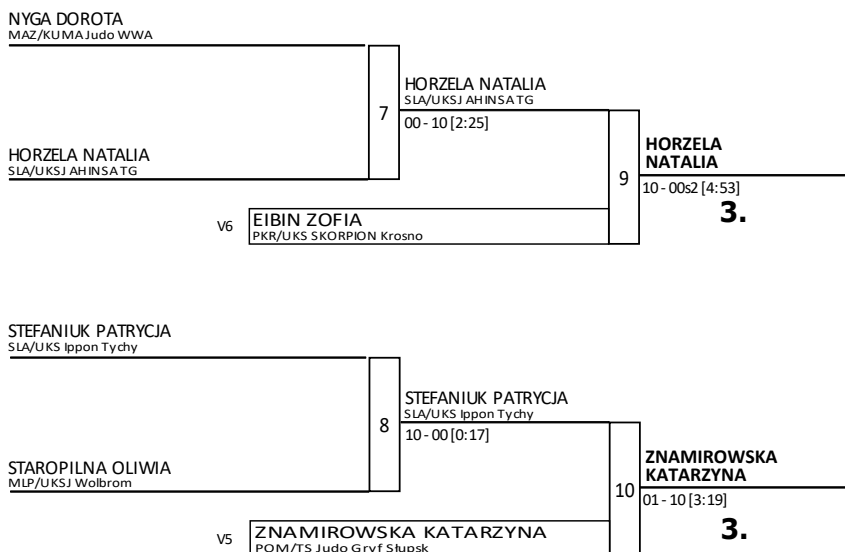 NYGA DOROTA
MAZ/KUMA Judo WWA
7
HORZELA NATALIA
SLA/UKSJ AHINSA TG
00 - 10 [2:25]
HORZELA NATALIA
SLA/UKSJ AHINSA TG
9
HORZELA
NATALIA
10 - 00s2 [4:53]
3.
V6
EIBIN ZOFIA
PKR/UKS SKORPION Krosno
STEFANIUK PATRYCJA
SLA/UKS Ippon Tychy
8
STEFANIUK PATRYCJA
SLA/UKS Ippon Tychy
10 - 00 [0:17]
STAROPILNA OLIWIA
MLP/UKSJ Wolbrom
10
ZNAMIROWSKA
KATARZYNA
01 - 10 [3:19]
3.
V5
ZNAMIROWSKA KATARZYNA
POM/TS Judo Gryf Słupsk